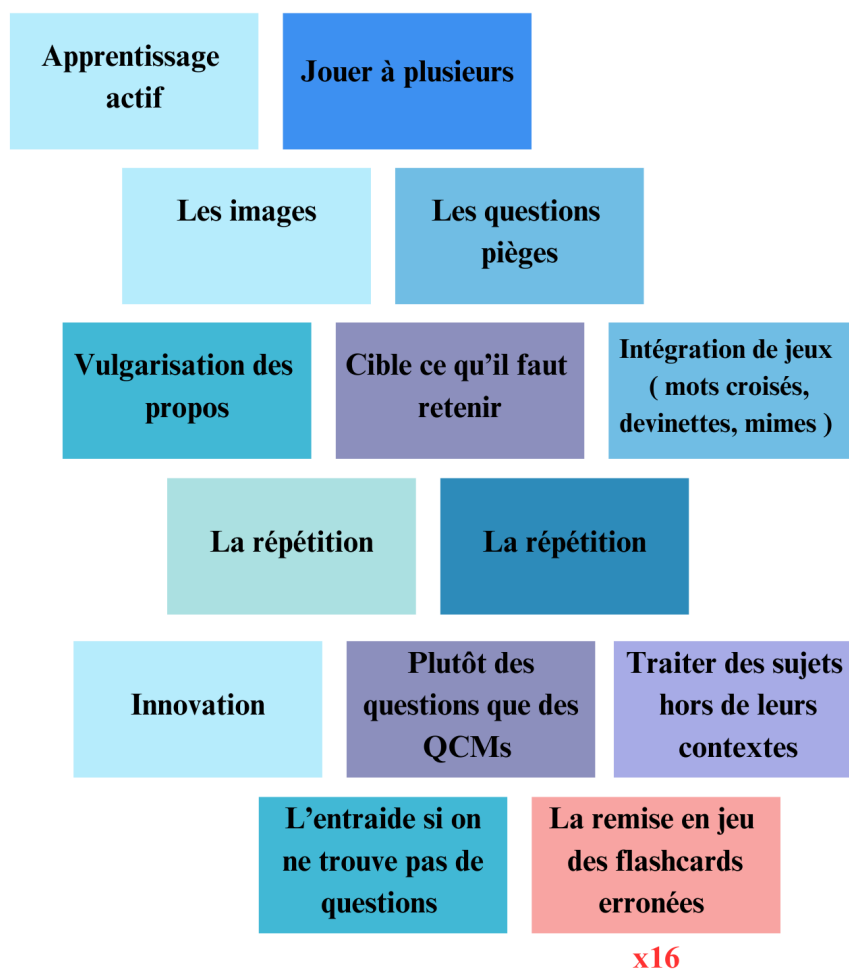 Apprentissage
actif
Jouer à plusieurs
Les images
Les questions
pièges
Vulgarisation des
propos
Cible ce qu'il faut
retenir
Intégration de jeux
( mots croisés,
devinettes, mimes )
La répétition
La répétition
Innovation
Plutôt des
questions que des
QCMs
Traiter des sujets
hors de leurs
contextes
L'entraide si on
ne trouve pas de
questions
La remise en jeu
des flashcards
erronées
x16